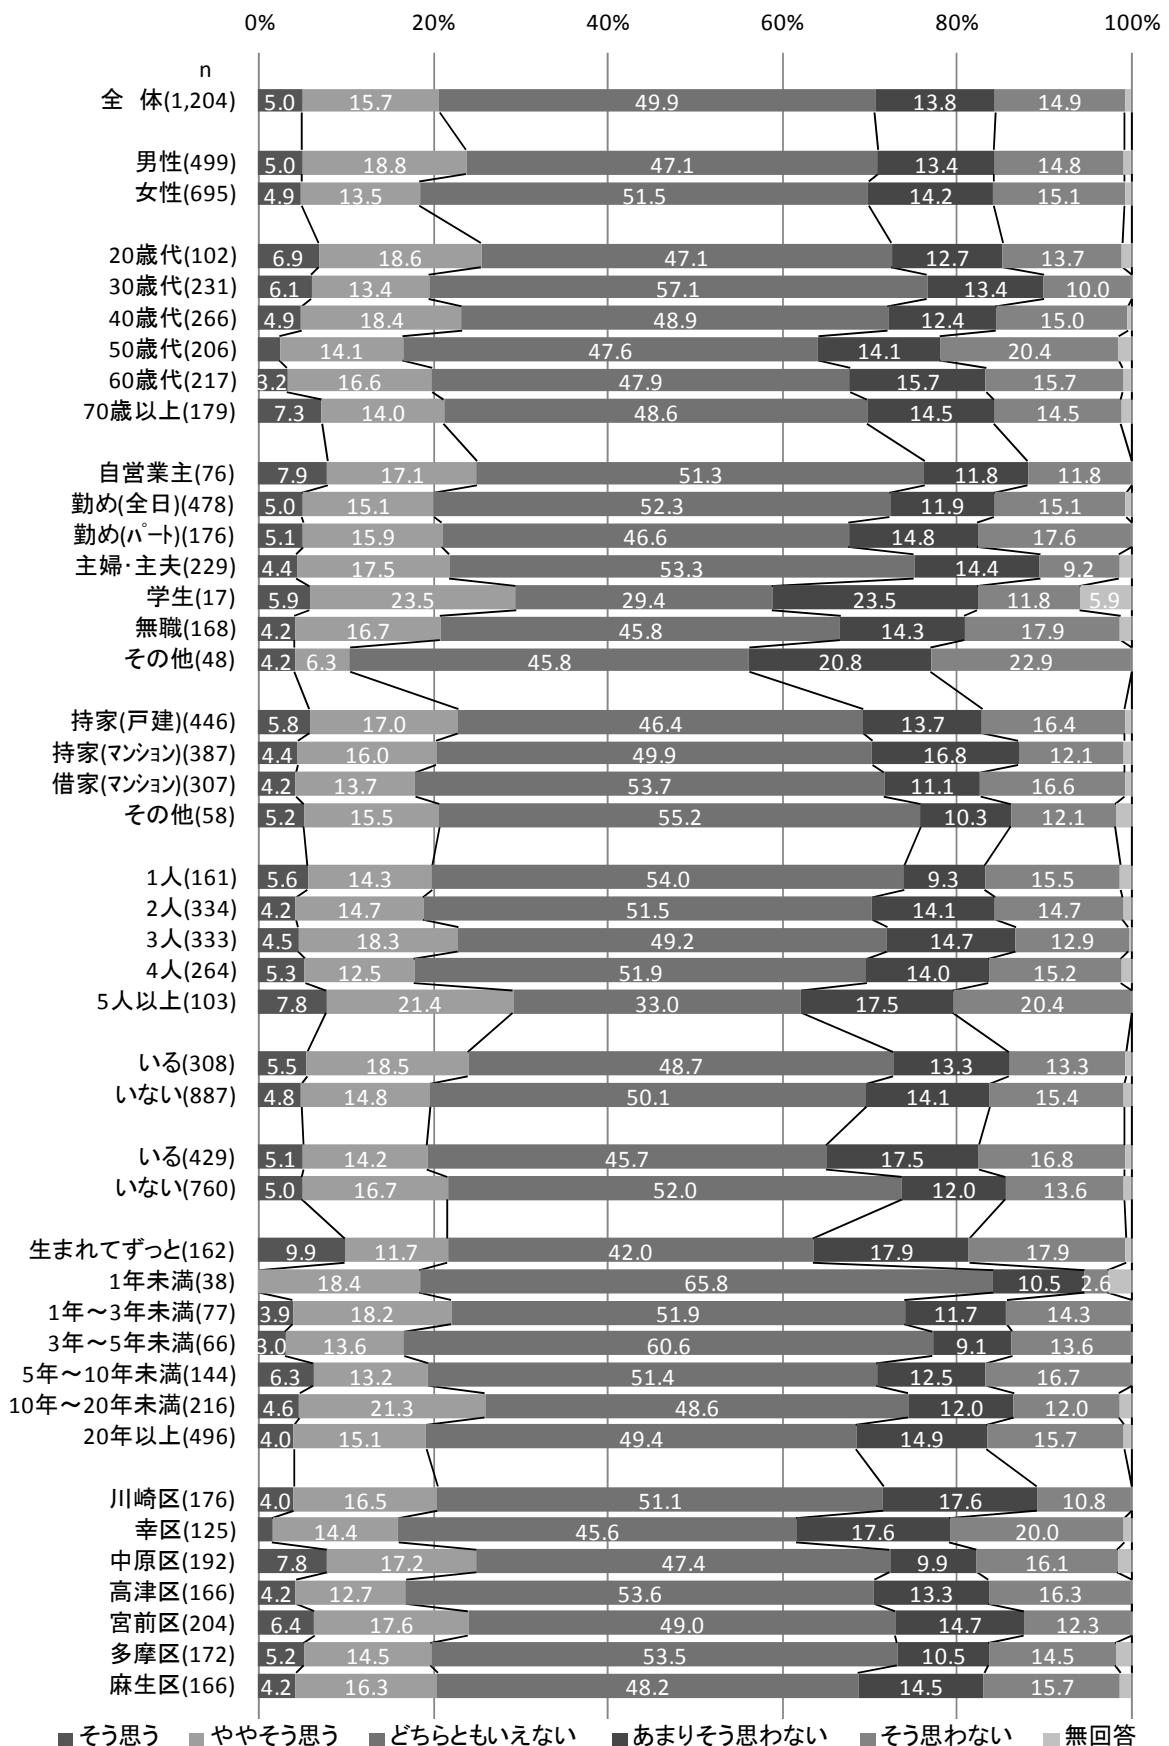 0% 20% 40% 60% 80% 100%
n
全 体(1,204) 5.0 15.7 49.9 13.8 14.9
男性(499) 5.0 18.8 47.1 13.4 14.8
女性(695) 4.9 13.5 51.5 14.2 15.1
20歳代(102) 6.9 18.6 47.1 12.7 13.7
30歳代(231) 6.1 13.4 57.1 13.4 10.0
40歳代(266) 4.9 18.4 48.9 12.4 15.0
50歳代(206) 14.1 47.6 14.1 20.4
60歳代(217) 3.2 16.6 47.9 15.7 15.7
70歳以上(179) 7.3 14.0 48.6 14.5 14.5
自営業主(76) 7.9 17.1 51.3 11.8 11.8
勤め(全日)(478) 5.0 15.1 52.3 11.9 15.1
勤め(ﾊﾟｰﾄ)(176) 5.1 15.9 46.6 14.8 17.6
主婦･主夫(229) 4.4 17.5 53.3 14.4 9.2
学生(17) 5.9 23.5 29.4 23.5 11.8 5.9
無職(168) 4.2 16.7 45.8 14.3 17.9
その他(48) 4.2 6.3 45.8 20.8 22.9
持家(戸建)(446) 5.8 17.0 46.4 13.7 16.4
持家(ﾏﾝｼｮﾝ)(387) 4.4 16.0 49.9 16.8 12.1
借家(ﾏﾝｼｮﾝ)(307) 4.2 13.7 53.7 11.1 16.6
その他(58) 5.2 15.5 55.2 10.3 12.1
1人(161) 5.6 14.3 54.0 9.3 15.5
2人(334) 4.2 14.7 51.5 14.1 14.7
3人(333) 4.5 18.3 49.2 14.7 12.9
4人(264) 5.3 12.5 51.9 14.0 15.2
5人以上(103) 7.8 21.4 33.0 17.5 20.4
いる(308) 5.5 18.5 48.7 13.3 13.3
いない(887) 4.8 14.8 50.1 14.1 15.4
いる(429) 5.1 14.2 45.7 17.5 16.8
いない(760) 5.0 16.7 52.0 12.0 13.6
生まれてずっと(162) 9.9 11.7 42.0 17.9 17.9
1年未満(38) 18.4 65.8 10.5 2.6
1年～3年未満(77) 3.9 18.2 51.9 11.7 14.3
3年～5年未満(66) 3.0 13.6 60.6 9.1 13.6
5年～10年未満(144) 6.3 13.2 51.4 12.5 16.7
10年～20年未満(216) 4.6 21.3 48.6 12.0 12.0
20年以上(496) 4.0 15.1 49.4 14.9 15.7
川崎区(176) 4.0 16.5 51.1 17.6 10.8
幸区(125) 14.4 45.6 17.6 20.0
中原区(192) 7.8 17.2 47.4 9.9 16.1
高津区(166) 4.2 12.7 53.6 13.3 16.3
宮前区(204) 6.4 17.6 49.0 14.7 12.3
多摩区(172) 5.2 14.5 53.5 10.5 14.5
麻生区(166) 4.2 16.3 48.2 14.5 15.7
そう思う ややそう思う どちらともいえない あまりそう思わない そう思わない 無回答